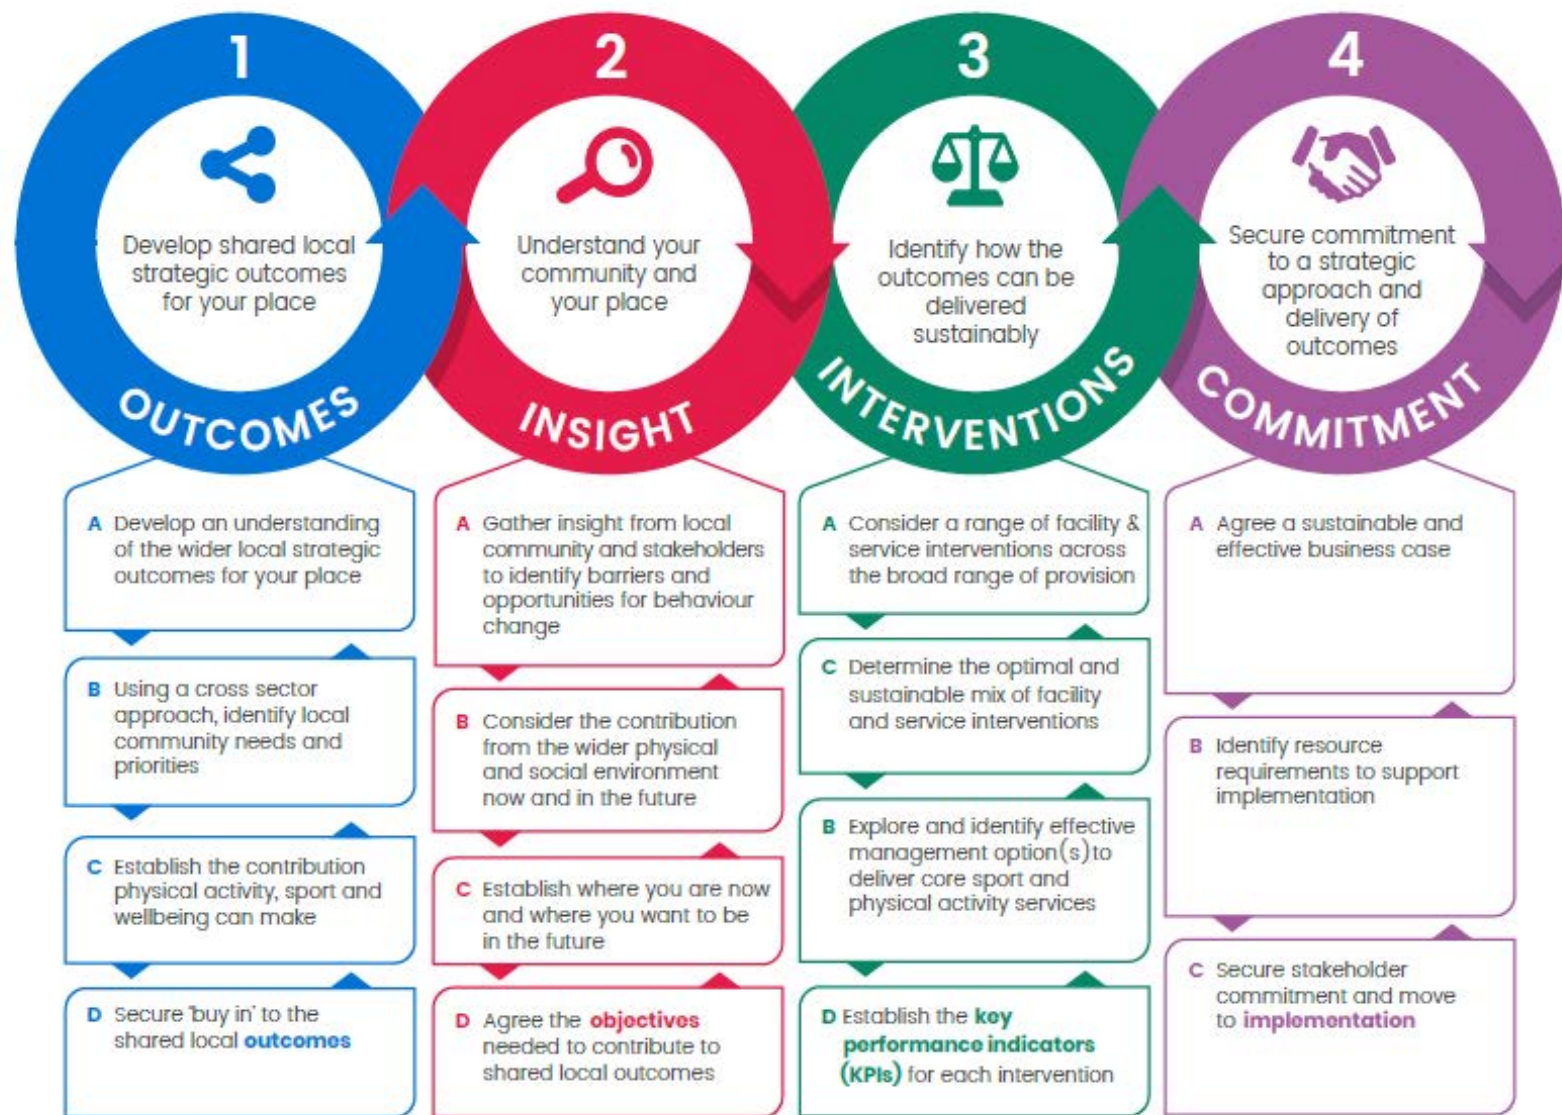 1
Develop shared local
strategic outcomes
for your place
OUTCOMES
A Develop an understanding
of the wider local strategic
outcomes for your place
B Using a cross sector
approach, identify local
community needs and
priorities
C Establish the contribution
physical activity, sport and
wellbeing can make
D Secure 'buy in' to the
shared local outcomes
2
Understand your
community and
your place
INSIGHT
A Gather insight from local
community and stakeholders
to identify barriers and
opportunities for behaviour
change
B Consider the contribution
from the wider physical
and social environment
now and in the future
C Establish where you are now
and where you want to be
in the future
D Agree the objectives
needed to contribute to
shared local outcomes
3
Identify how the
outcomes can be
delivered
sustainably
INTERVENTIONS
A Consider a range of facility &
service interventions across
the broad range of provision
C Determine the optimal and
sustainable mix of facility
and service interventions
B Explore and identify effective
management option(s)to
deliver core sport and
physical activity services
D Establish the key
performance indicators
(KPIs) for each intervention
4
Secure commitment
to a strategic
approach and
delivery of
outcomes
COMMITMENT
A Agree a sustainable and
effective business case
B Identify resource
requirements to support
implementation
C Secure stakeholder
commitment and move
to implementation